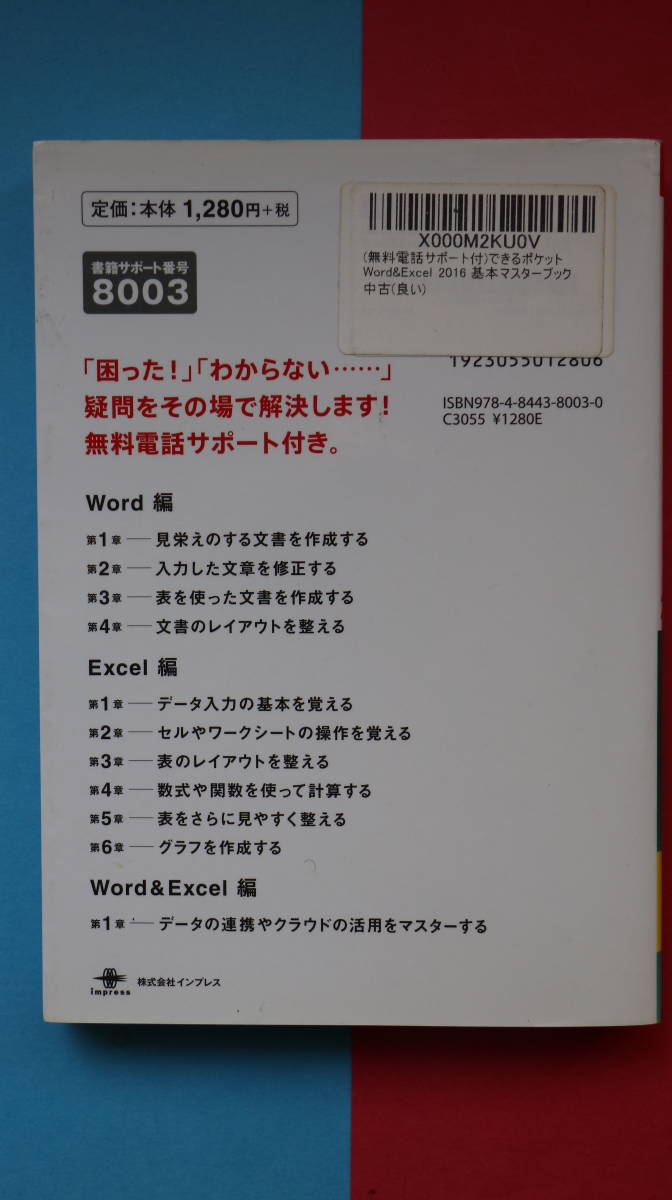 定価：本体 1,280円+税
書籍サポート番号
8003
X000M2KU0V
(無料電話サポート付)できるポケット
Word&Excel 2016 基本マスターブック
中古(良い)
1923055012806
ISBN978-4-8443-8003-0
C3055 ¥1280E
「困った！」「わからない……」
疑問をその場で解決します！
無料電話サポート付き。
Word 編
第1章 ── 見栄えのする文書を作成する
第2章 ── 入力した文章を修正する
第3章 ── 表を使った文書を作成する
第4章 ── 文書のレイアウトを整える
Excel 編
第1章 ── データ入力の基本を覚える
第2章 ── セルやワークシートの操作を覚える
第3章 ── 表のレイアウトを整える
第4章 ── 数式や関数を使って計算する
第5章 ── 表をさらに見やすく整える
第6章 ── グラフを作成する
Word＆Excel 編
第1章 ── データの連携やクラウドの活用をマスターする
impress 株式会社インプレス